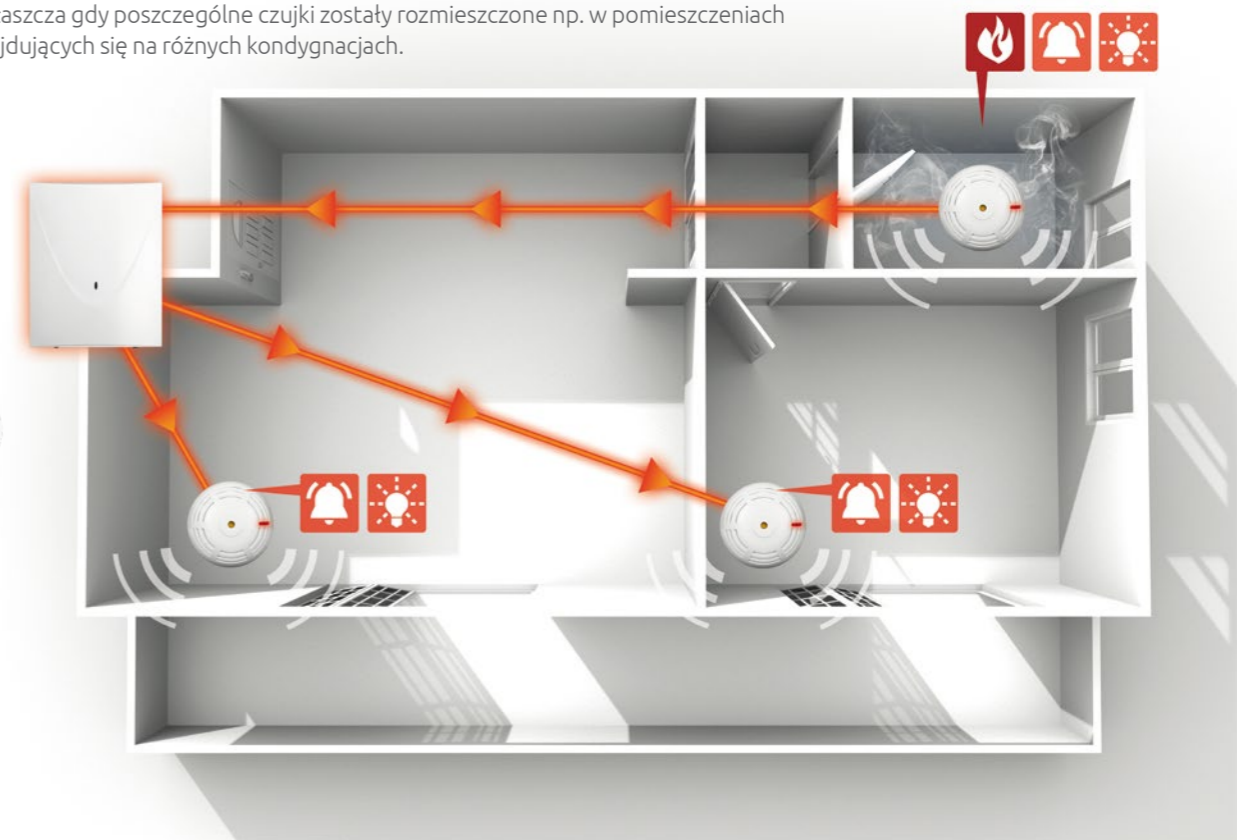 aszcza gdy poszczególne czujki zostały rozmieszczone np. w pomieszczeniach
jdujących się na różnych kondygnacjach.